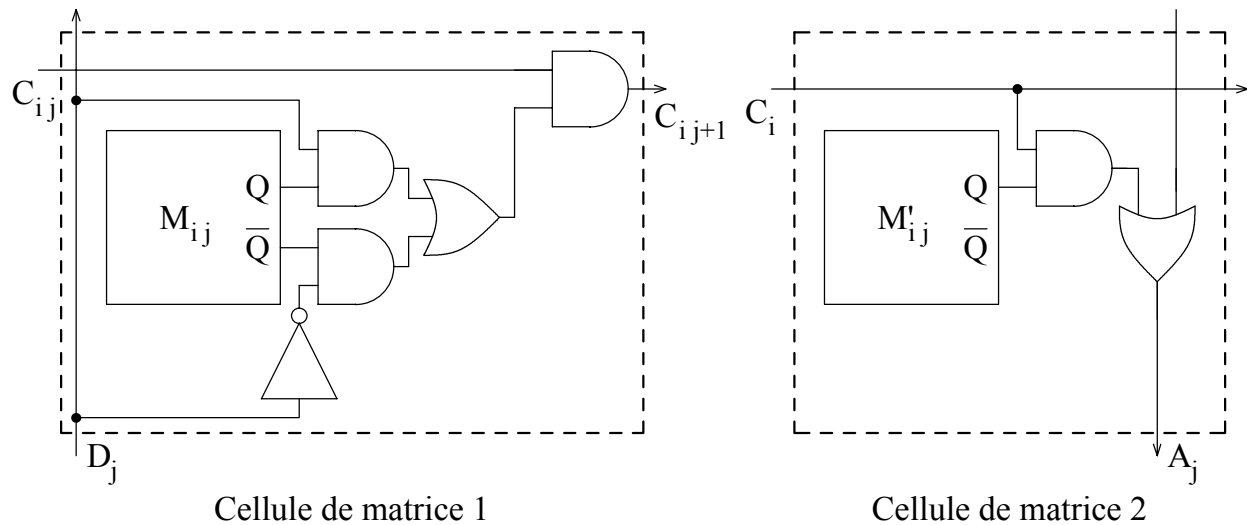 C i j
C i j+1
Q
M i j
Q̅
D j
Cellule de matrice 1
C i
Q
M' i j
Q̅
A j
Cellule de matrice 2